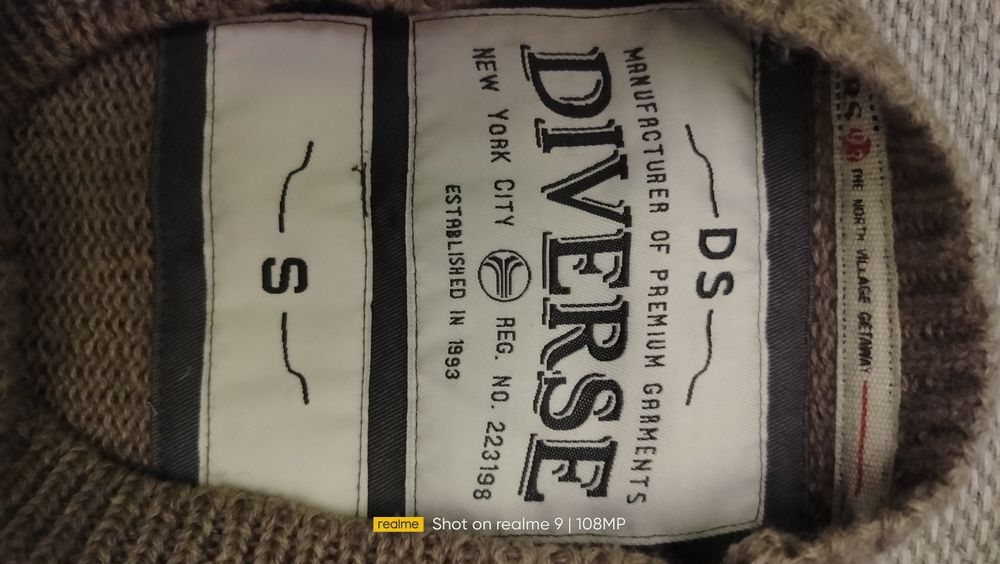 RS THE NORTH VILLAGE GETAWAY
DS
MANUFACTURER OF PREMIUM GARMENTS
DIVERSE
NEW YORK CITY REG. NO. 223198
ESTABLISHED IN 1993
S
realme Shot on realme 9 | 108MP